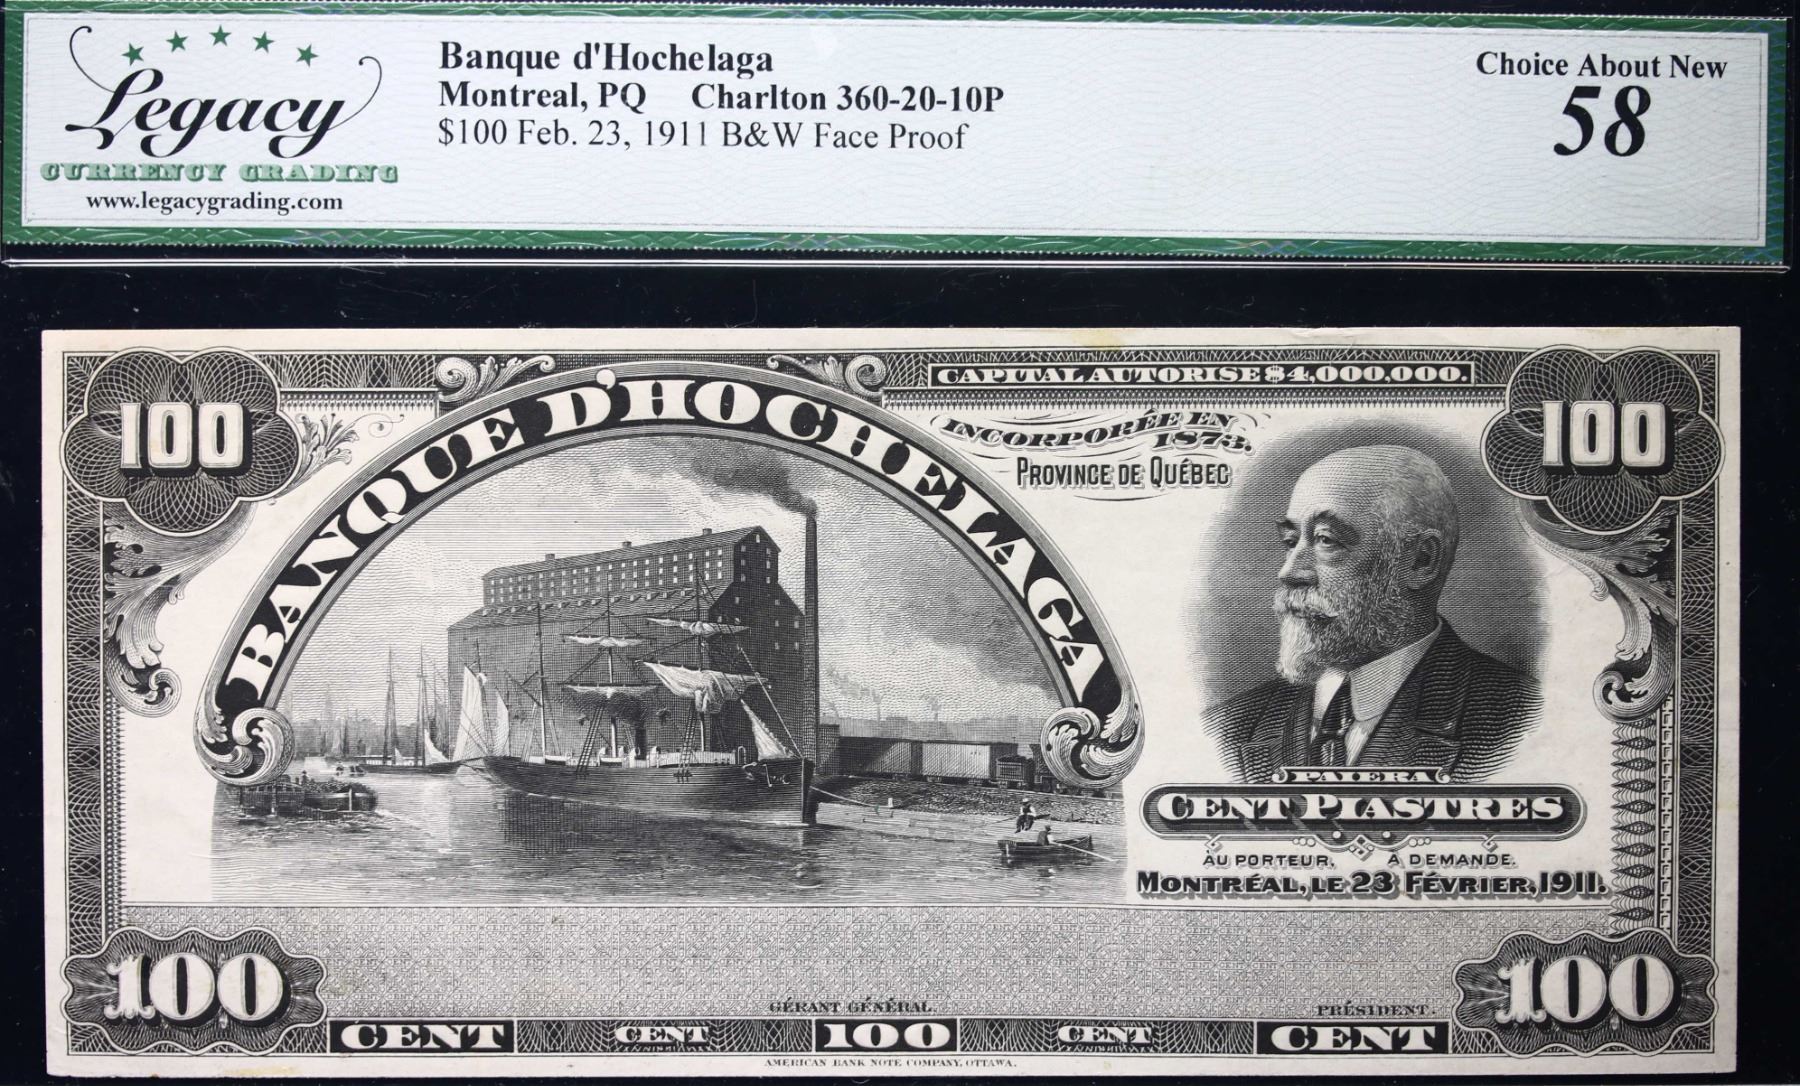 Legacy
CURRENCY GRADING
www.legacygrading.com
Banque d'Hochelaga
Montreal, PQ Charlton 360-20-10P
$100 Feb. 23, 1911 B&W Face Proof
Choice About New
58
100
BANQUE D'HOCHELAGA
CAPITAL AUTORISE $4,000,000.
100
INCORPORÉE EN
1873.
PROVINCE DE QUÉBEC
PAIERA
CENT PIASTRES
AU PORTEUR, A DEMANDE.
MONTRÉAL, LE 23 FÉVRIER, 1911.
100
100
GÉRANT GÉNÉRAL.
PRÉSIDENT.
CENT CENT 100 CENT CENT
AMERICAN BANK NOTE COMPANY, OTTAWA.